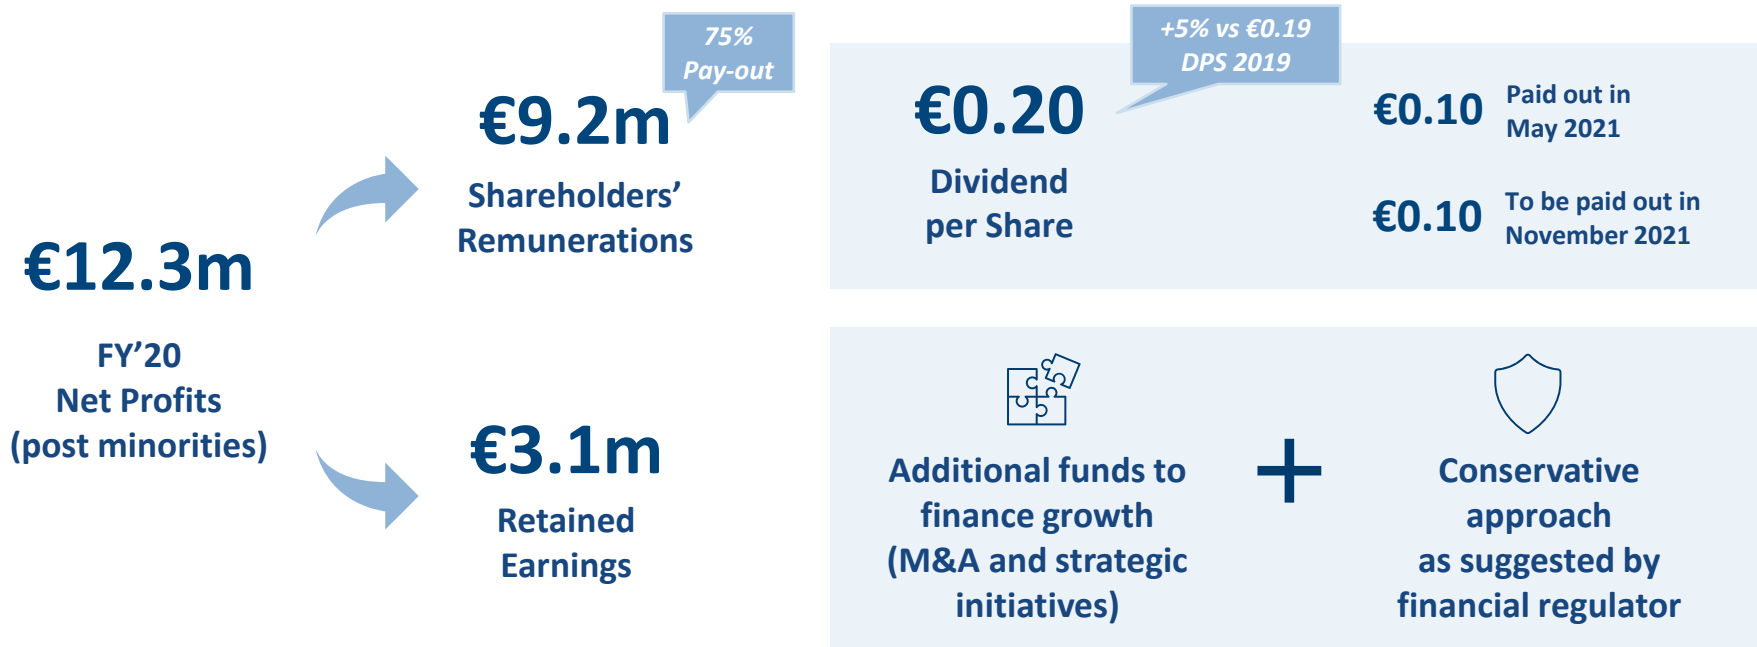 €12.3m
FY’20
Net Profits
(post minorities)
75%
Pay-out
€9.2m
Shareholders’
Remunerations
+5% vs €0.19
DPS 2019
€0.20
Dividend
per Share
€0.10
Paid out in
May 2021
€0.10
To be paid out in
November 2021
€3.1m
Retained
Earnings
Additional funds to
finance growth
(M&A and strategic
initiatives)
+
Conservative
approach
as suggested by
financial regulator